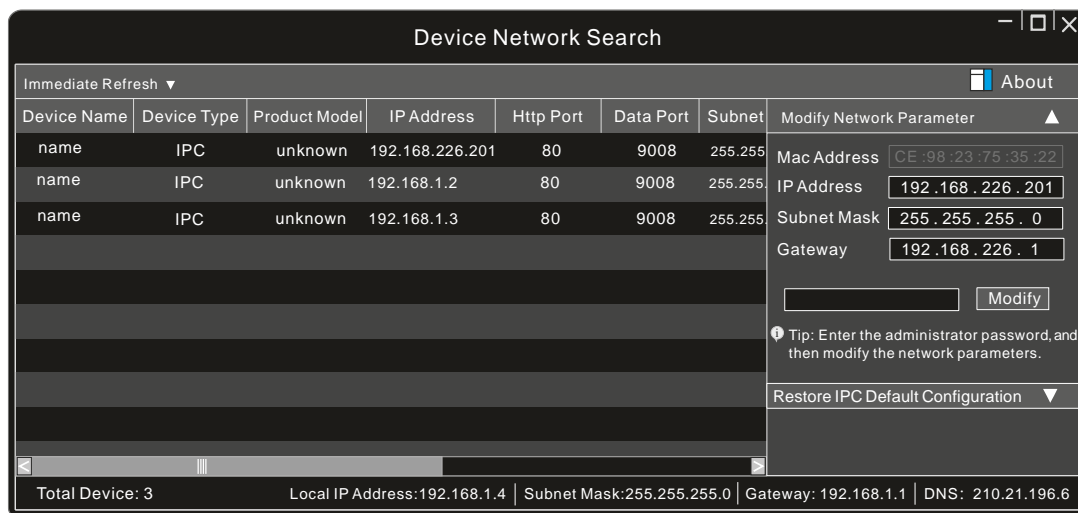 Device Network Search
Immediate Refresh ▼
About
Device Name Device Type Product Model IP Address Http Port Data Port Subnet
name IPC unknown 192.168.226.201 80 9008 255.255
name IPC unknown 192.168.1.2 80 9008 255.255.
name IPC unknown 192.168.1.3 80 9008 255.255.
Modify Network Parameter ▲
Mac Address CE :98 :23 :75 :35 :22
IP Address 192 .168 . 226 . 201
Subnet Mask 255 . 255 . 255 . 0
Gateway 192 .168 . 226 . 1
Modify
Tip: Enter the administrator password, and
then modify the network parameters.
Restore IPC Default Configuration ▼
Total Device: 3 Local IP Address:192.168.1.4 Subnet Mask:255.255.255.0 Gateway: 192.168.1.1 DNS: 210.21.196.6